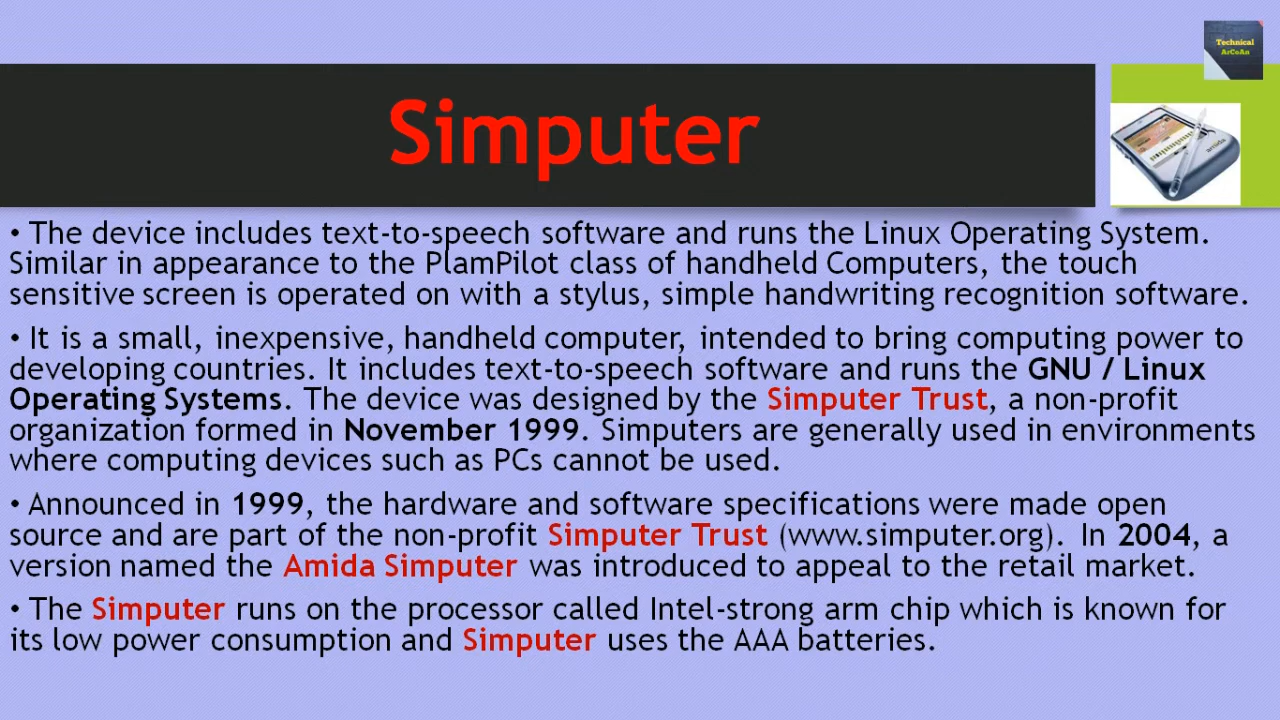 Technical
ArCoAn
Simputer
• The device includes text-to-speech software and runs the Linux Operating System.
Similar in appearance to the PlamPilot class of handheld Computers, the touch
sensitive screen is operated on with a stylus, simple handwriting recognition software.
• It is a small, inexpensive, handheld computer, intended to bring computing power to
developing countries. It includes text-to-speech software and runs the GNU / Linux
Operating Systems. The device was designed by the Simputer Trust, a non-profit
organization formed in November 1999. Simputers are generally used in environments
where computing devices such as PCs cannot be used.
• Announced in 1999, the hardware and software specifications were made open
source and are part of the non-profit Simputer Trust (www.simputer.org). In 2004, a
version named the Amida Simputer was introduced to appeal to the retail market.
• The Simputer runs on the processor called Intel-strong arm chip which is known for
its low power consumption and Simputer uses the AAA batteries.